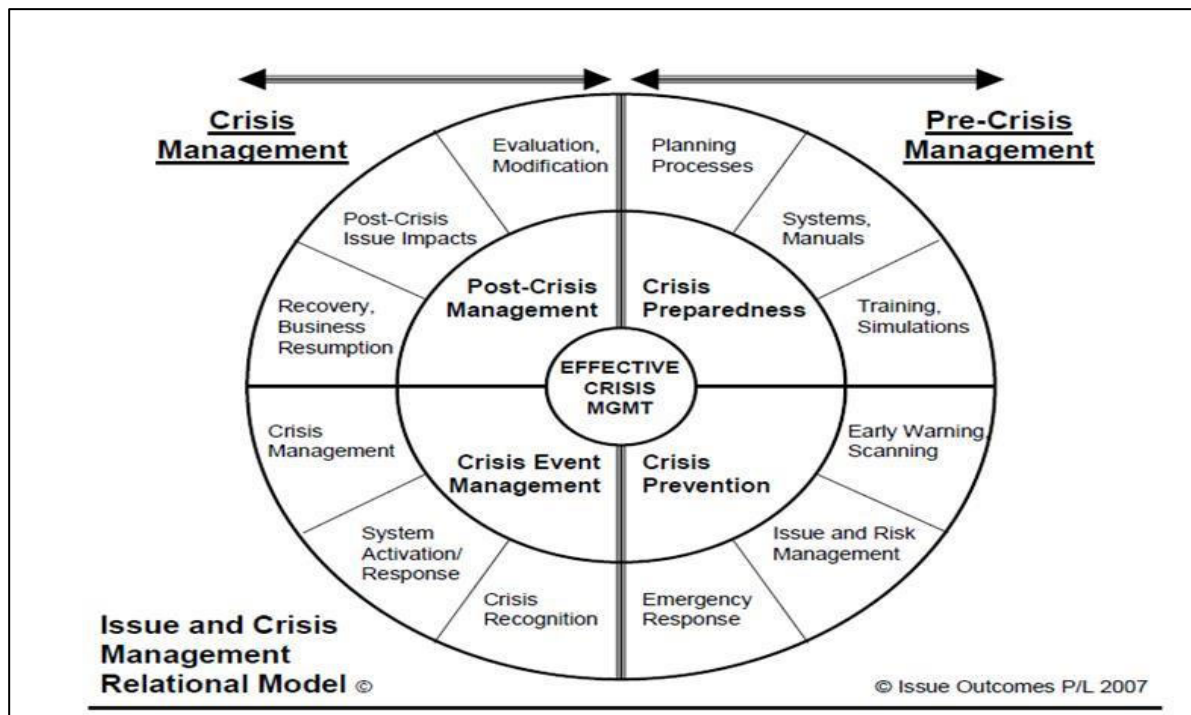 Crisis
Management
Pre-Crisis
Management
Evaluation,
Modification
Planning
Processes
Post-Crisis
Issue Impacts
Systems,
Manuals
Recovery,
Business
Resumption
Post-Crisis
Management
Crisis
Preparedness
Training,
Simulations
EFFECTIVE
CRISIS
MGMT
Crisis
Management
Crisis Event
Management
Crisis
Prevention
Early Warning,
Scanning
System
Activation/
Response
Issue and Risk
Management
Crisis
Recognition
Emergency
Response
Issue and Crisis
Management
Relational Model ©
© Issue Outcomes P/L 2007